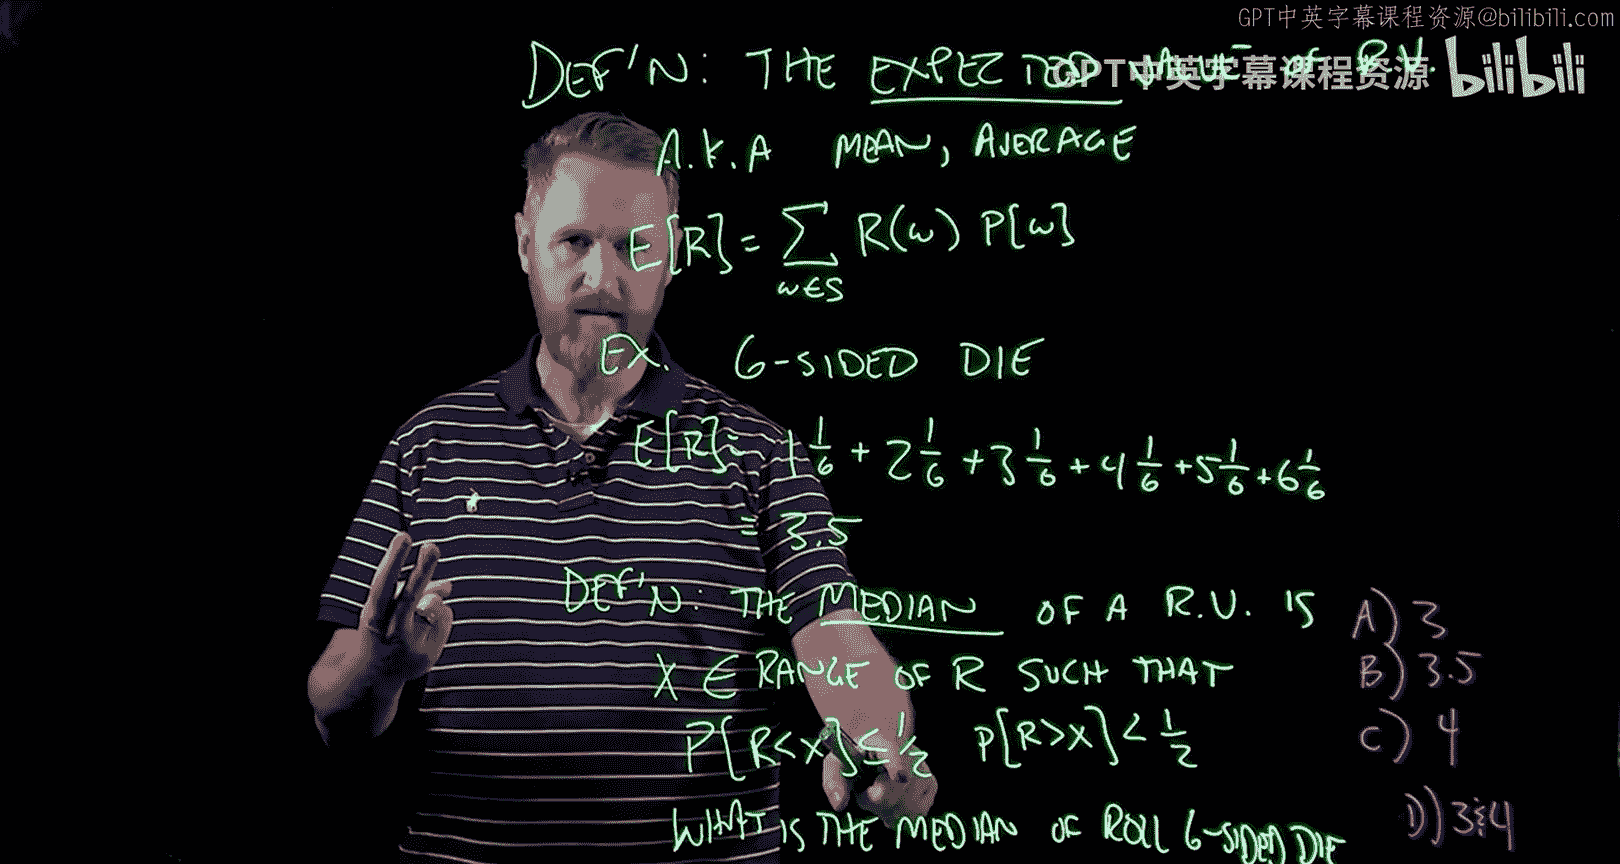 GPT中英字幕课程资源@bilibili.com
DEF'N: THE EXPECTED VALUE OF R.V.
GPT中英字幕课程资源 bilibili
A.K.A MEAN, AVERAGE
E[R] = ∑ R(ω) P[ω]
ω∈S
EX. 6-SIDED DIE
E[R]= 1 1/6 + 2 1/6 + 3 1/6 + 4 1/6 + 5 1/6 + 6 1/6
= 3.5
DEF'N: THE MEDIAN OF A R.V. IS
X ∈ RANGE OF R SUCH THAT
P[R<X] ≤ 1/2 P[R>X] < 1/2
WHAT IS THE MEDIAN OF ROLL 6-SIDED DIE
A) 3
B) 3.5
C) 4
D) 3&4